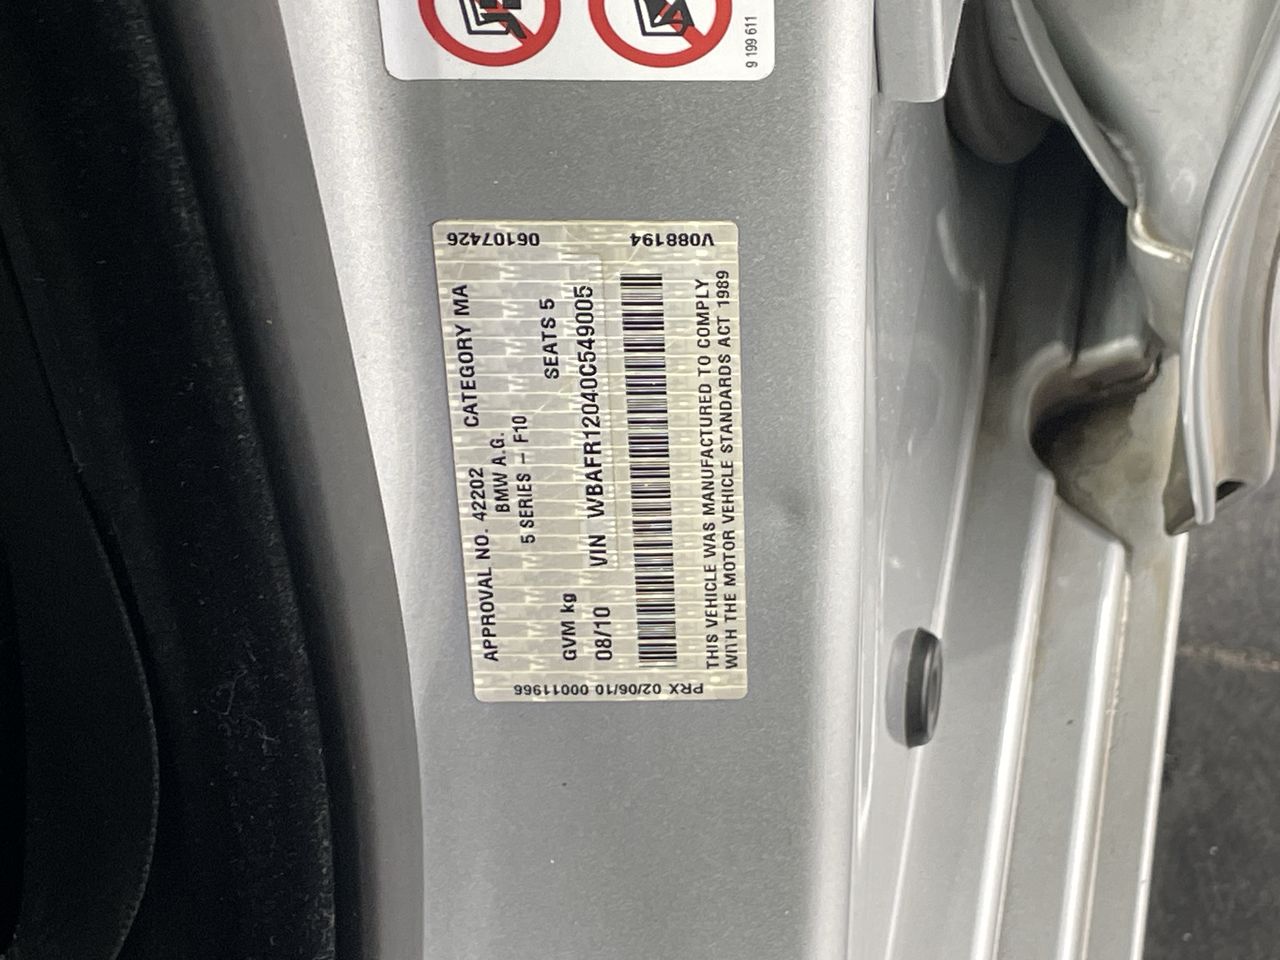 9 199 611
06107426
V088194
APPROVAL NO. 42202 CATEGORY MA
BMW A.G.
5 SERIES - F10
GVM kg SEATS 5
08/10 VIN WBAFR12040C549005
THIS VEHICLE WAS MANUFACTURED TO COMPLY
WITH THE MOTOR VEHICLE STANDARDS ACT 1989
PRX 02/06/10 00011966